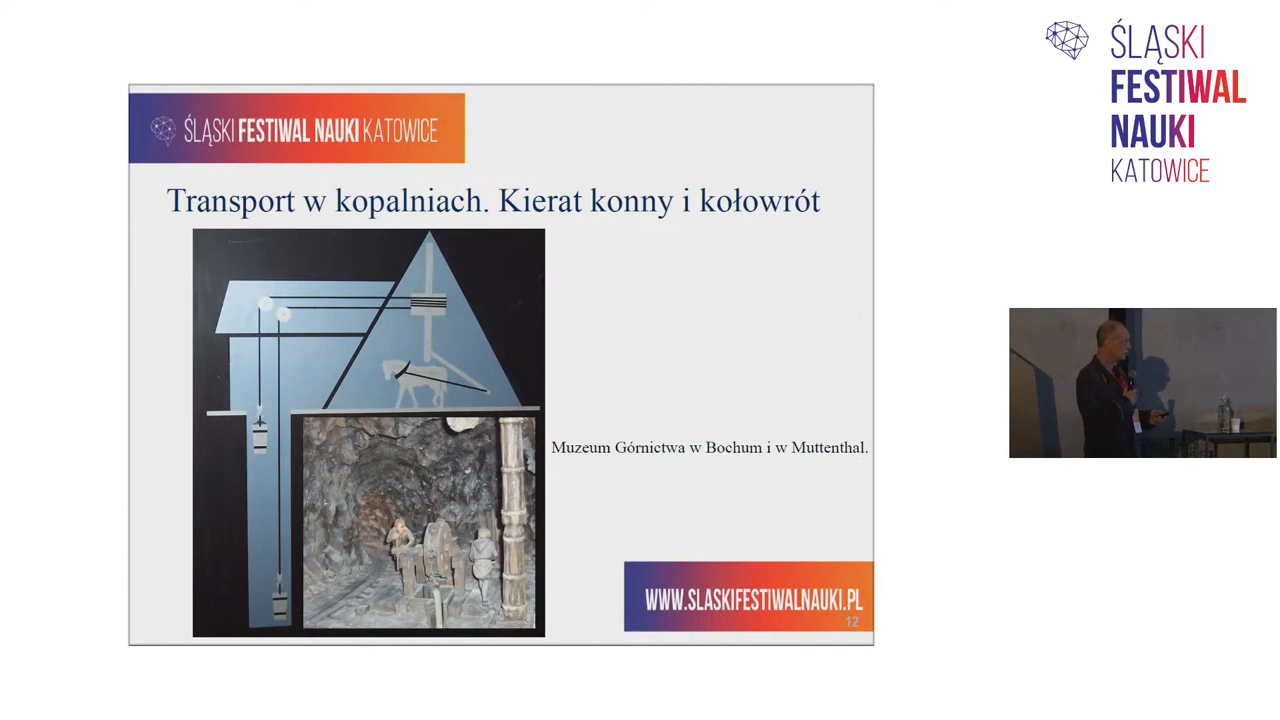 ŚLĄSKI
FESTIWAL
NAUKI
KATOWICE
ŚLĄSKI FESTIWAL NAUKI KATOWICE
Transport w kopalniach. Kierat konny i kołowrót
Muzeum Górnictwa w Bochum i w Muttenthal.
WWW.SLASKIFESTIWALNAUKI.PL
12